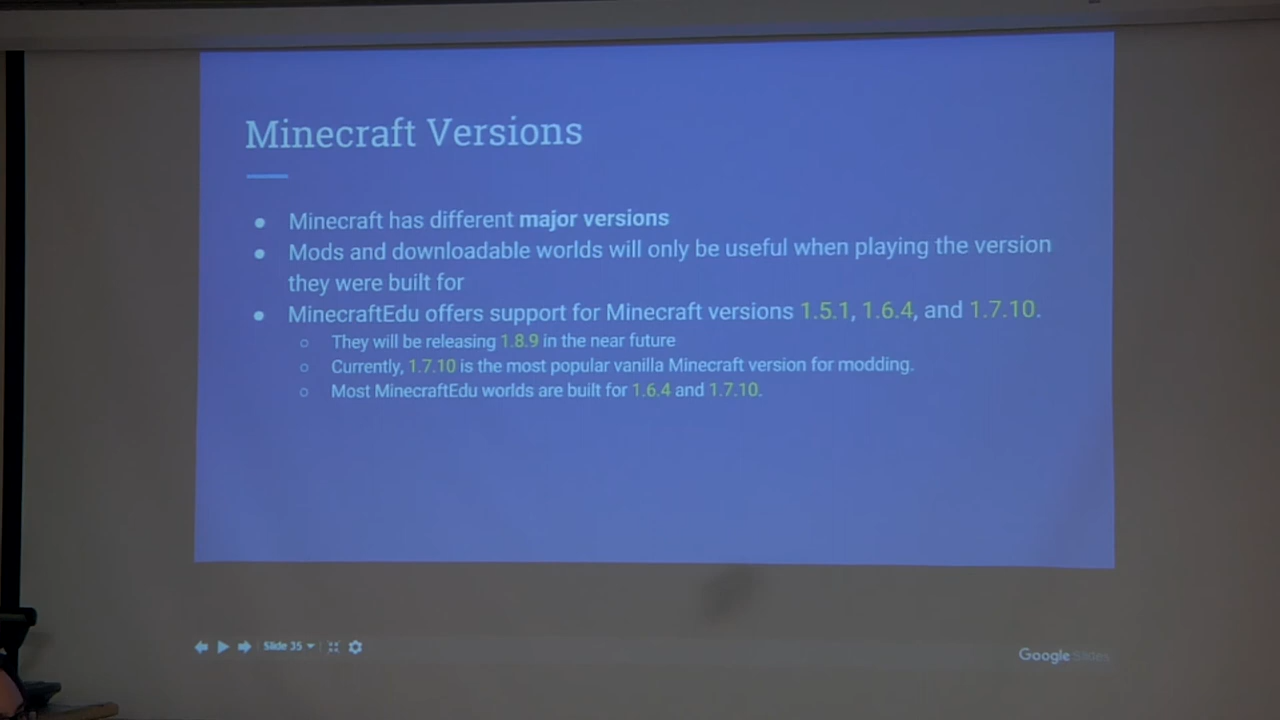 Minecraft Versions
● Minecraft has different major versions
● Mods and downloadable worlds will only be useful when playing the version
they were built for
● MinecraftEdu offers support for Minecraft versions 1.5.1, 1.6.4, and 1.7.10.
○ They will be releasing 1.8.9 in the near future
○ Currently, 1.7.10 is the most popular vanilla Minecraft version for modding.
○ Most MinecraftEdu worlds are built for 1.6.4 and 1.7.10.
Slide 35
Google Slides